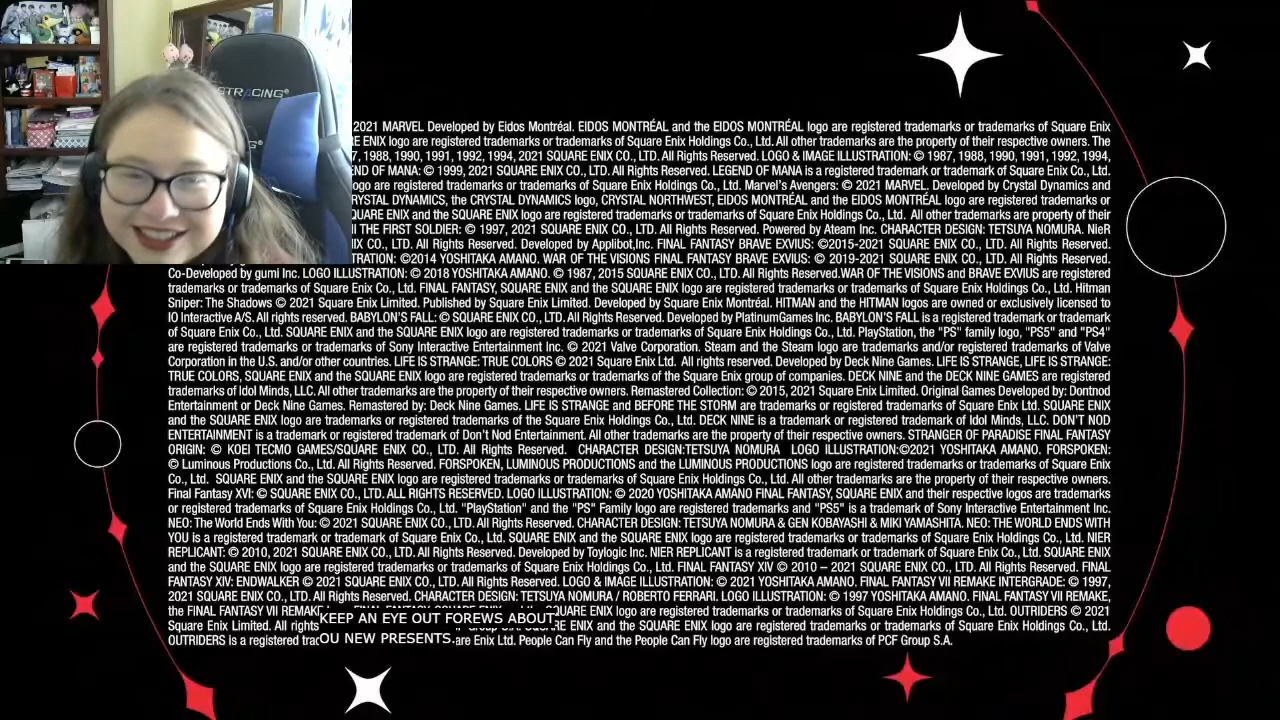 2021 MARVEL Developed by Eidos Montréal. EIDOS MONTRÉAL and the EIDOS MONTRÉAL logo are registered trademarks or trademarks of Square Enix
ENIX logo are registered trademarks or trademarks of Square Enix Holdings Co., Ltd. All other trademarks are the property of their respective owners. The
1988, 1990, 1991, 1992, 1994, 2021 SQUARE ENIX CO., LTD. All Rights Reserved. LOGO & IMAGE ILLUSTRATION: © 1987, 1988, 1990, 1991, 1992, 1994,
OF MANA: © 1999, 2021 SQUARE ENIX CO., LTD. All Rights Reserved. LEGEND OF MANA is a registered trademark or trademark of Square Enix Holdings Co.,
logo are registered trademarks or trademarks of Square Enix Holdings Co., Ltd. Marvel's Avengers: © 2021 MARVEL. Developed by Crystal Dynamics and
CRYSTAL DYNAMICS, the CRYSTAL DYNAMICS logo, CRYSTAL NORTHWEST, EIDOS MONTRÉAL and the EIDOS MONTRÉAL logo are registered trademarks or
SQUARE ENIX and the SQUARE ENIX logo are registered trademarks or trademarks of Square Enix Holdings Co., Ltd. All other trademarks are property of their
THE FIRST SOLDIER: © 1997, 2021 SQUARE ENIX CO., LTD. All Rights Reserved. Powered by Ateam Inc. CHARACTER DESIGN: TETSUYA NOMURA. NieR
CO., LTD. All Rights Reserved. Developed by Applibot,Inc. FINAL FANTASY BRAVE EXVIUS: ©2015-2021 SQUARE ENIX CO., LTD. All Rights Reserved.
©2014 YOSHITAKA AMANO. WAR OF THE VISIONS FINAL FANTASY BRAVE EXVIUS: © 2019-2021 SQUARE ENIX CO., LTD. All Rights Reserved.
Co-Developed by gumi Inc. LOGO ILLUSTRATION: © 2018 YOSHITAKA AMANO. © 1987, 2015 SQUARE ENIX CO., LTD. All Rights Reserved.WAR OF THE VISIONS and BRAVE EXVIUS are registered
trademarks or trademarks of Square Enix Co., Ltd. FINAL FANTASY, SQUARE ENIX and the SQUARE ENIX logo are registered trademarks or trademarks of Square Enix Holdings Co., Ltd. Hitman
Sniper: The Shadows © 2021 Square Enix Limited. Published by Square Enix Limited. Developed by Square Enix Montréal. HITMAN and the HITMAN logos are owned or exclusively licensed to
IO Interactive A/S. All rights reserved. BABYLON'S FALL: © SQUARE ENIX CO., LTD. All Rights Reserved. Developed by PlatinumGames Inc. BABYLON'S FALL is a registered trademark or trademark
of Square Enix Co., Ltd. SQUARE ENIX and the SQUARE ENIX logo are registered trademarks or trademarks of Square Enix Holdings Co., Ltd. PlayStation, the "PS" family logo, "PS5" and "PS4"
are registered trademarks or trademarks of Sony Interactive Entertainment Inc. © 2021 Valve Corporation. Steam and the Steam logo are trademarks and/or registered trademarks of Valve
Corporation in the U.S. and/or other countries. LIFE IS STRANGE: TRUE COLORS © 2021 Square Enix Ltd. All rights reserved. Developed by Deck Nine Games. LIFE IS STRANGE, LIFE IS STRANGE:
TRUE COLORS, SQUARE ENIX and the SQUARE ENIX logo are registered trademarks or trademarks of the Square Enix group of companies. DECK NINE and the DECK NINE GAMES are registered
trademarks of Idol Minds, LLC. All other trademarks are the property of their respective owners. Remastered Collection: © 2015, 2021 Square Enix Limited. Original Games Developed by: Dontnod
Entertainment or Deck Nine Games. Remastered by: Deck Nine Games. LIFE IS STRANGE and BEFORE THE STORM are trademarks or registered trademarks of Square Enix Ltd. SQUARE ENIX
and the SQUARE ENIX logo are registered trademarks or trademarks of the Square Enix Holdings Co., Ltd. DECK NINE is a trademark or registered trademark of Idol Minds, LLC. DON'T NOD
ENTERTAINMENT is a trademark or registered trademark of Don't Nod Entertainment. All other trademarks are the property of their respective owners. STRANGER OF PARADISE FINAL FANTASY
ORIGIN: © KOEI TECMO GAMES/SQUARE ENIX CO., LTD. All Rights Reserved. CHARACTER DESIGN:TETSUYA NOMURA LOGO ILLUSTRATION:©2021 YOSHITAKA AMANO. FORSPOKEN:
© Luminous Productions Co., Ltd. All Rights Reserved. FORSPOKEN, LUMINOUS PRODUCTIONS and the LUMINOUS PRODUCTIONS logo are registered trademarks or trademarks of Square Enix
Co., Ltd. SQUARE ENIX and the SQUARE ENIX logo are registered trademarks or trademarks of Square Enix Holdings Co., Ltd. All other trademarks are the property of their respective owners.
Final Fantasy XVI: © SQUARE ENIX CO., LTD. ALL RIGHTS RESERVED. LOGO ILLUSTRATION: © 2020 YOSHITAKA AMANO FINAL FANTASY, SQUARE ENIX and their respective logos are trademarks
or registered trademarks of Square Enix Holdings Co., Ltd. "PlayStation" and the "PS" Family logo are registered trademarks and "PS5" is a trademark of Sony Interactive Entertainment Inc.
NEO: The World Ends With You: © 2021 SQUARE ENIX CO., LTD. All Rights Reserved. CHARACTER DESIGN: TETSUYA NOMURA & GEN KOBAYASHI & MIKI YAMASHITA. NEO: THE WORLD ENDS WITH
YOU is a registered trademark or trademark of Square Enix Co., Ltd. SQUARE ENIX and the SQUARE ENIX logo are registered trademarks or trademarks of Square Enix Holdings Co., Ltd. NIER
REPLICANT: © 2010, 2021 SQUARE ENIX CO., LTD. All Rights Reserved. Developed by Toylogic Inc. NIER REPLICANT is a registered trademark or trademark of Square Enix Co., Ltd. SQUARE ENIX
and the SQUARE ENIX logo are registered trademarks or trademarks of Square Enix Holdings Co., Ltd. FINAL FANTASY XIV © 2010 – 2021 SQUARE ENIX CO., LTD. All Rights Reserved. FINAL
FANTASY XIV: ENDWALKER © 2021 SQUARE ENIX CO., LTD. All Rights Reserved. LOGO & IMAGE ILLUSTRATION: © 2021 YOSHITAKA AMANO. FINAL FANTASY VII REMAKE INTERGRADE: © 1997,
2021 SQUARE ENIX CO., LTD. All Rights Reserved. CHARACTER DESIGN: TETSUYA NOMURA / ROBERTO FERRARI. LOGO ILLUSTRATION: © 1997 YOSHITAKA AMANO. FINAL FANTASY VII REMAKE,
the FINAL FANTASY VII REMAKE SQUARE ENIX logo are registered trademarks or trademarks of Square Enix Holdings Co., Ltd. OUTRIDERS © 2021
Square Enix Limited. All rights ENIX and the SQUARE ENIX logo are registered trademarks or trademarks of Square Enix Holdings Co., Ltd.
OUTRIDERS is a registered Square Enix Ltd. People Can Fly and the People Can Fly logo are registered trademarks of PCF Group S.A.
KEEP AN EYE OUT FOREWS ABOUT
OU NEW PRESENTS.